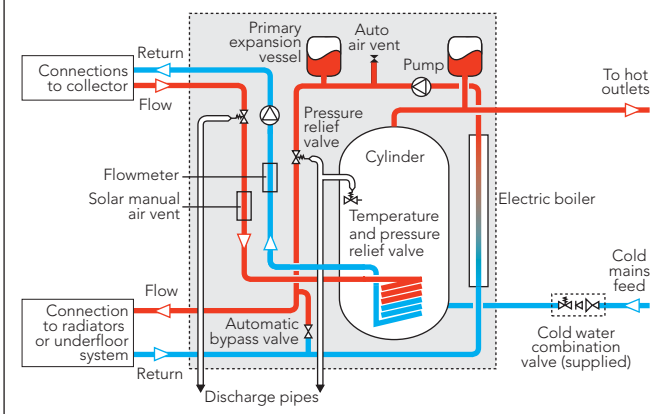 Primary
expansion
vessel
Auto
air vent
Pump
Return
Connections
to collector
Flow
To hot
outlets
Pressure
relief
valve
Cylinder
Flowmeter
Solar manual
air vent
Electric boiler
Temperature
and pressure
relief valve
Cold
mains
feed
Flow
Connection
to radiators
or underfloor
system
Automatic
bypass valve
Cold water
combination
valve (supplied)
Return
Discharge pipes